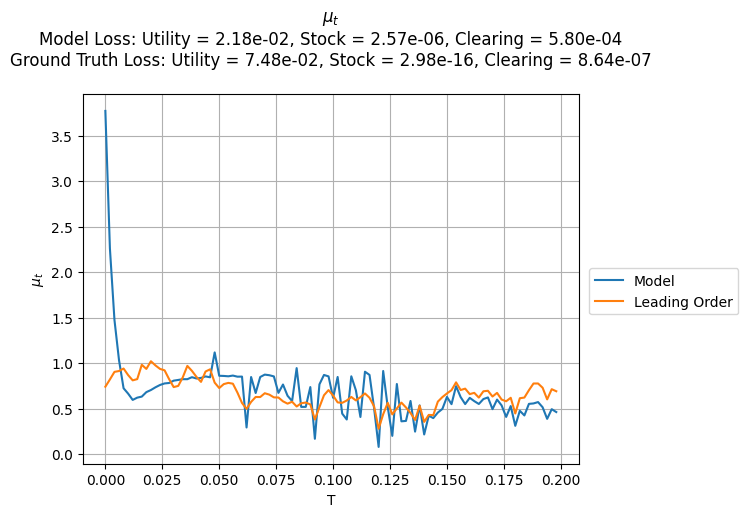 μt
Model Loss: Utility = 2.18e-02, Stock = 2.57e-06, Clearing = 5.80e-04
Ground Truth Loss: Utility = 7.48e-02, Stock = 2.98e-16, Clearing = 8.64e-07
3.5
3.0
2.5
2.0
1.5
1.0
0.5
0.0
μt
0.000 0.025 0.050 0.075 0.100 0.125 0.150 0.175 0.200
T
Model
Leading Order